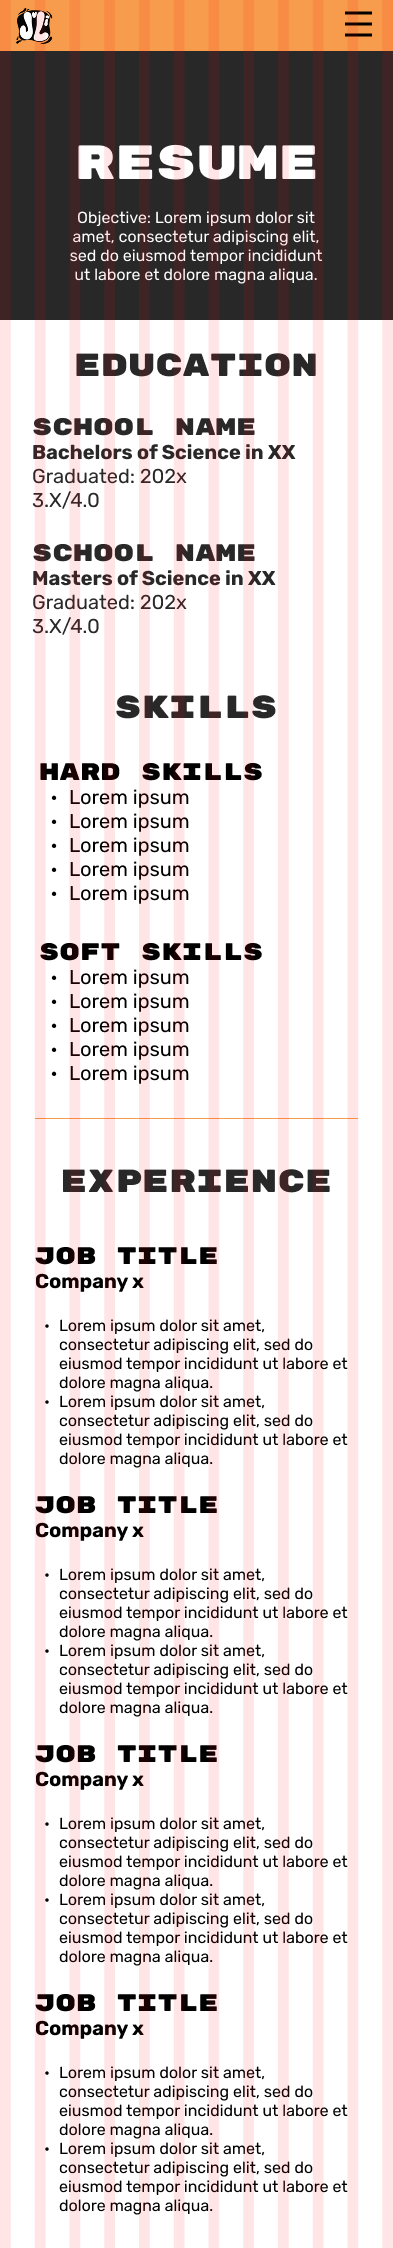 SLi
RESUME
Objective: Lorem ipsum dolor sit
amet, consectetur adipiscing elit,
sed do eiusmod tempor incididunt
ut labore et dolore magna aliqua.
EDUCATION
SCHOOL NAME
Bachelors of Science in XX
Graduated: 202x
3.X/4.0
SCHOOL NAME
Masters of Science in XX
Graduated: 202x
3.X/4.0
SKILLS
HARD SKILLS
• Lorem ipsum
• Lorem ipsum
• Lorem ipsum
• Lorem ipsum
• Lorem ipsum
SOFT SKILLS
• Lorem ipsum
• Lorem ipsum
• Lorem ipsum
• Lorem ipsum
• Lorem ipsum
EXPERIENCE
JOB TITLE
Company x
• Lorem ipsum dolor sit amet,
consectetur adipiscing elit, sed do
eiusmod tempor incididunt ut labore et
dolore magna aliqua.
• Lorem ipsum dolor sit amet,
consectetur adipiscing elit, sed do
eiusmod tempor incididunt ut labore et
dolore magna aliqua.
JOB TITLE
Company x
• Lorem ipsum dolor sit amet,
consectetur adipiscing elit, sed do
eiusmod tempor incididunt ut labore et
dolore magna aliqua.
• Lorem ipsum dolor sit amet,
consectetur adipiscing elit, sed do
eiusmod tempor incididunt ut labore et
dolore magna aliqua.
JOB TITLE
Company x
• Lorem ipsum dolor sit amet,
consectetur adipiscing elit, sed do
eiusmod tempor incididunt ut labore et
dolore magna aliqua.
• Lorem ipsum dolor sit amet,
consectetur adipiscing elit, sed do
eiusmod tempor incididunt ut labore et
dolore magna aliqua.
JOB TITLE
Company x
• Lorem ipsum dolor sit amet,
consectetur adipiscing elit, sed do
eiusmod tempor incididunt ut labore et
dolore magna aliqua.
• Lorem ipsum dolor sit amet,
consectetur adipiscing elit, sed do
eiusmod tempor incididunt ut labore et
dolore magna aliqua.